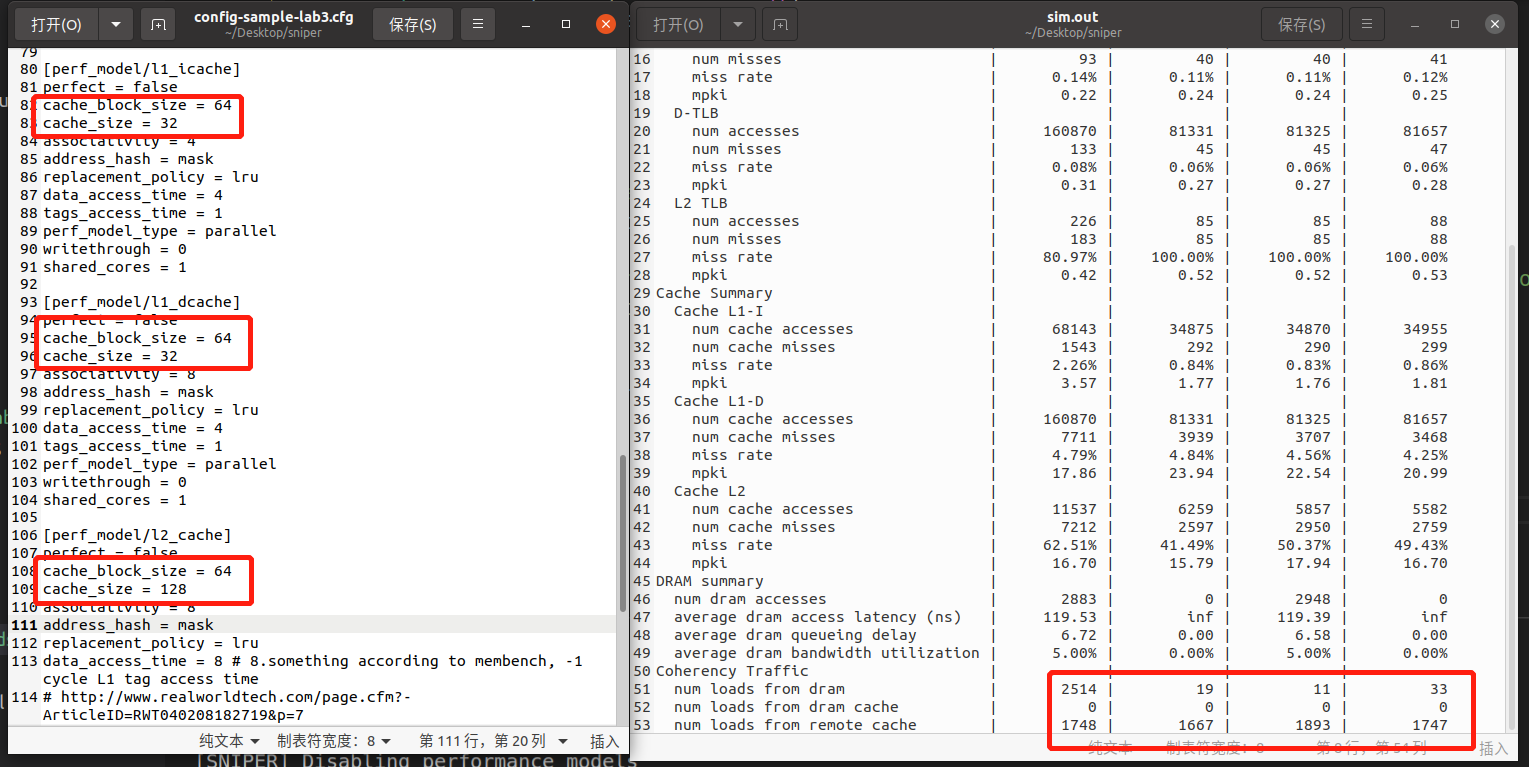 打开(O)
config-sample-lab3.cfg
~/Desktop/sniper
保存(S)
79
80 [perf_model/l1_icache]
81 perfect = false
82 cache_block_size = 64
83 cache_size = 32
84 associativity = 4
85 address_hash = mask
86 replacement_policy = lru
87 data_access_time = 4
88 tags_access_time = 1
89 perf_model_type = parallel
90 writethrough = 0
91 shared_cores = 1
92
93 [perf_model/l1_dcache]
94 perfect = false
95 cache_block_size = 64
96 cache_size = 32
97 associativity = 8
98 address_hash = mask
99 replacement_policy = lru
100 data_access_time = 4
101 tags_access_time = 1
102 perf_model_type = parallel
103 writethrough = 0
104 shared_cores = 1
105
106 [perf_model/l2_cache]
107 perfect = false
108 cache_block_size = 64
109 cache_size = 128
110 associativity = 8
111 address_hash = mask
112 replacement_policy = lru
113 data_access_time = 8 # 8.something according to membench, -1
cycle L1 tag access time
114 # http://www.realworldtech.com/page.cfm?-
ArticleID=RWT040208182719&p=7
纯文本 制表符宽度：8 第 111 行，第 20 列 插入
[SNIPER] Disabling performance models
打开(O)
sim.out
~/Desktop/sniper
保存(S)
16 num misses | 93 | 40 | 40 | 41
17 miss rate | 0.14% | 0.11% | 0.11% | 0.12%
18 mpki | 0.22 | 0.24 | 0.24 | 0.25
19 D-TLB | | | |
20 num accesses | 160870 | 81331 | 81325 | 81657
21 num misses | 133 | 45 | 45 | 47
22 miss rate | 0.08% | 0.06% | 0.06% | 0.06%
23 mpki | 0.31 | 0.27 | 0.27 | 0.28
24 L2 TLB | | | |
25 num accesses | 226 | 85 | 85 | 88
26 num misses | 183 | 85 | 85 | 88
27 miss rate | 80.97% | 100.00% | 100.00% | 100.00%
28 mpki | 0.42 | 0.52 | 0.52 | 0.53
29 Cache Summary | | | |
30 Cache L1-I | | | |
31 num cache accesses | 68143 | 34875 | 34870 | 34955
32 num cache misses | 1543 | 292 | 290 | 299
33 miss rate | 2.26% | 0.84% | 0.83% | 0.86%
34 mpki | 3.57 | 1.77 | 1.76 | 1.81
35 Cache L1-D | | | |
36 num cache accesses | 160870 | 81331 | 81325 | 81657
37 num cache misses | 7711 | 3939 | 3707 | 3468
38 miss rate | 4.79% | 4.84% | 4.56% | 4.25%
39 mpki | 17.86 | 23.94 | 22.54 | 20.99
40 Cache L2 | | | |
41 num cache accesses | 11537 | 6259 | 5857 | 5582
42 num cache misses | 7212 | 2597 | 2950 | 2759
43 miss rate | 62.51% | 41.49% | 50.37% | 49.43%
44 mpki | 16.70 | 15.79 | 17.94 | 16.70
45 DRAM summary | | | |
46 num dram accesses | 2883 | 0 | 2948 | 0
47 average dram access latency (ns) | 119.53 | inf | 119.39 | inf
48 average dram queueing delay | 6.72 | 0.00 | 6.58 | 0.00
49 average dram bandwidth utilization | 5.00% | 0.00% | 5.00% | 0.00%
50 Coherency Traffic | | | |
51 num loads from dram | 2514 | 19 | 11 | 33
52 num loads from dram cache | 0 | 0 | 0 | 0
53 num loads from remote cache | 1748 | 1667 | 1893 | 1747
纯文本 制表符宽度：8 插入